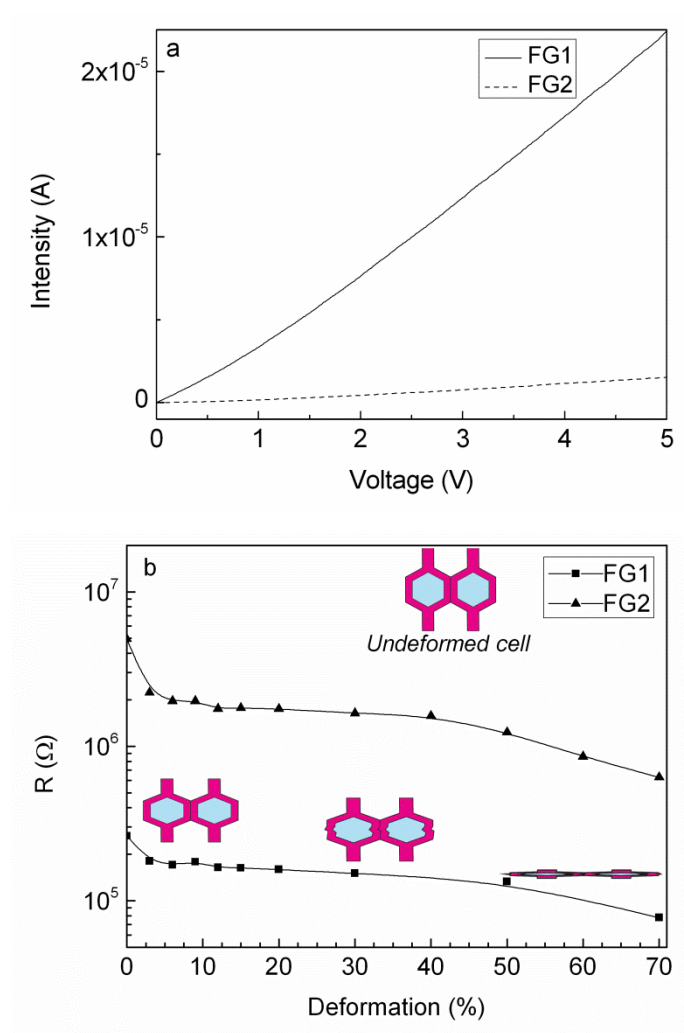 a
FG1
FG2
2x10⁻⁵
1x10⁻⁵
0
Intensity (A)
0 1 2 3 4 5
Voltage (V)
b
FG1
FG2
Undeformed cell
10⁷
10⁶
10⁵
R (Ω)
0 10 20 30 40 50 60 70
Deformation (%)